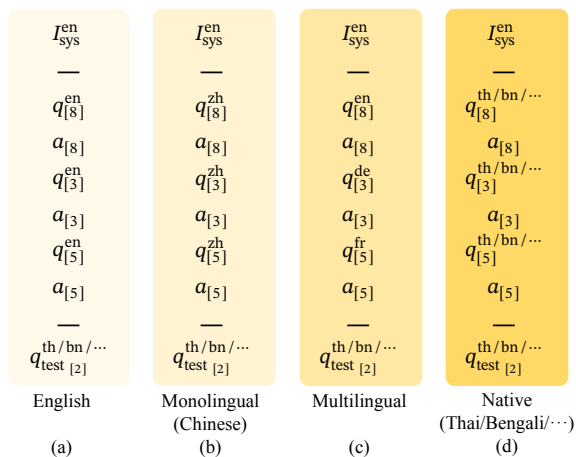 I_sys^en I_sys^en I_sys^en I_sys^en
— — — —
q_[8]^en q_[8]^zh q_[8]^en q_[8]^th/bn/⋯
a_[8] a_[8] a_[8] a_[8]
q_[3]^en q_[3]^zh q_[3]^de q_[3]^th/bn/⋯
a_[3] a_[3] a_[3] a_[3]
q_[5]^en q_[5]^zh q_[5]^fr q_[5]^th/bn/⋯
a_[5] a_[5] a_[5] a_[5]
— — — —
q_test [2]^th/bn/⋯ q_test [2]^th/bn/⋯ q_test [2]^th/bn/⋯ q_test [2]^th/bn/⋯
English Monolingual Multilingual Native
(Chinese) (Thai/Bengali/⋯)
(a) (b) (c) (d)